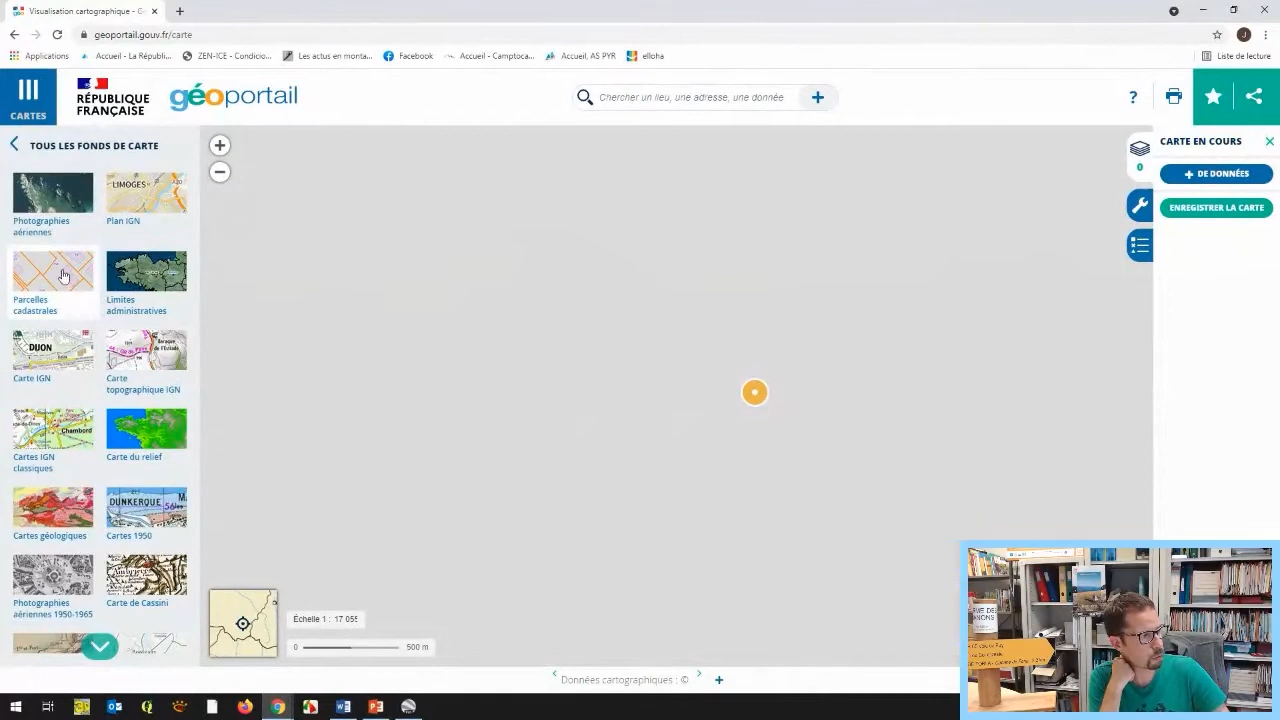 Visualisation cartographique - G
geoportail.gouv.fr/carte
J
Applications
Accueil - La Républi...
ZEN-ICE - Condicio...
Les actus en monta...
Facebook
Accueil - Camptoca...
Accueil, AS PYR
elloha
Liste de lecture
CARTES
RÉPUBLIQUE
FRANÇAISE
géoportail
Chercher un lieu, une adresse, une donnée
?
TOUS LES FONDS DE CARTE
CARTE EN COURS
0
DE DONNÉES
ENREGISTRER LA CARTE
LIMOGES
Photographies
aériennes
Plan IGN
Parcelles
cadastrales
Limites
administratives
DIJON
Carte IGN
Carte
topographique IGN
Chambord
Cartes IGN
classiques
Carte du relief
DUNKERQUE
Cartes géologiques
Cartes 1950
Photographies
aériennes 1950-1965
Carte de Cassini
Échelle 1 : 17 055
0
500 m
Données cartographiques : ©